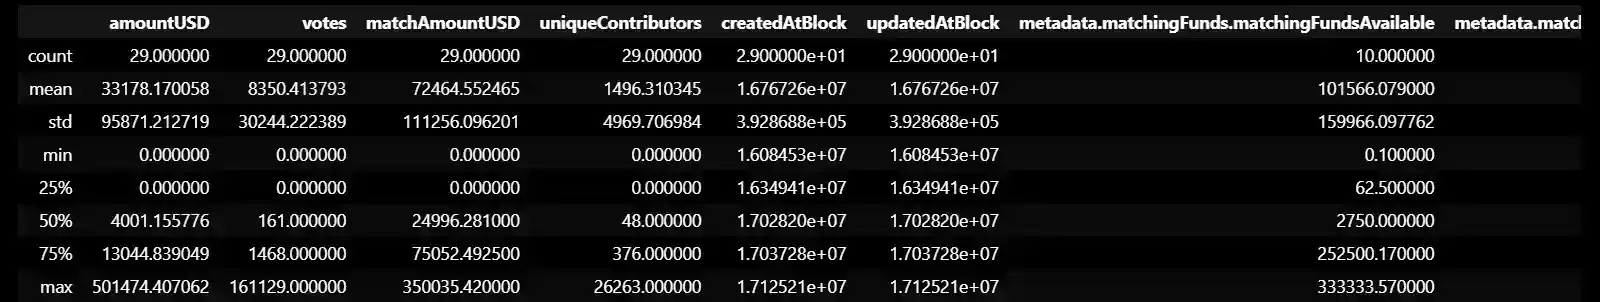 amountUSD votes matchAmountUSD uniqueContributors createdAtBlock updatedAtBlock metadata.matchingFunds.matchingFundsAvailable metadata.matc
count 29.000000 29.000000 29.000000 29.000000 2.900000e+01 2.900000e+01 10.000000
mean 33178.170058 8350.413793 72464.552465 1496.310345 1.676726e+07 1.676726e+07 101566.079000
std 95871.212719 30244.222389 111256.096201 4969.706984 3.928688e+05 3.928688e+05 159966.097762
min 0.000000 0.000000 0.000000 0.000000 1.608453e+07 1.608453e+07 0.100000
25% 0.000000 0.000000 0.000000 0.000000 1.634941e+07 1.634941e+07 62.500000
50% 4001.155776 161.000000 24996.281000 48.000000 1.702820e+07 1.702820e+07 2750.000000
75% 13044.839049 1468.000000 75052.492500 376.000000 1.703728e+07 1.703728e+07 252500.170000
max 501474.407062 161129.000000 350035.420000 26263.000000 1.712521e+07 1.712521e+07 333333.570000